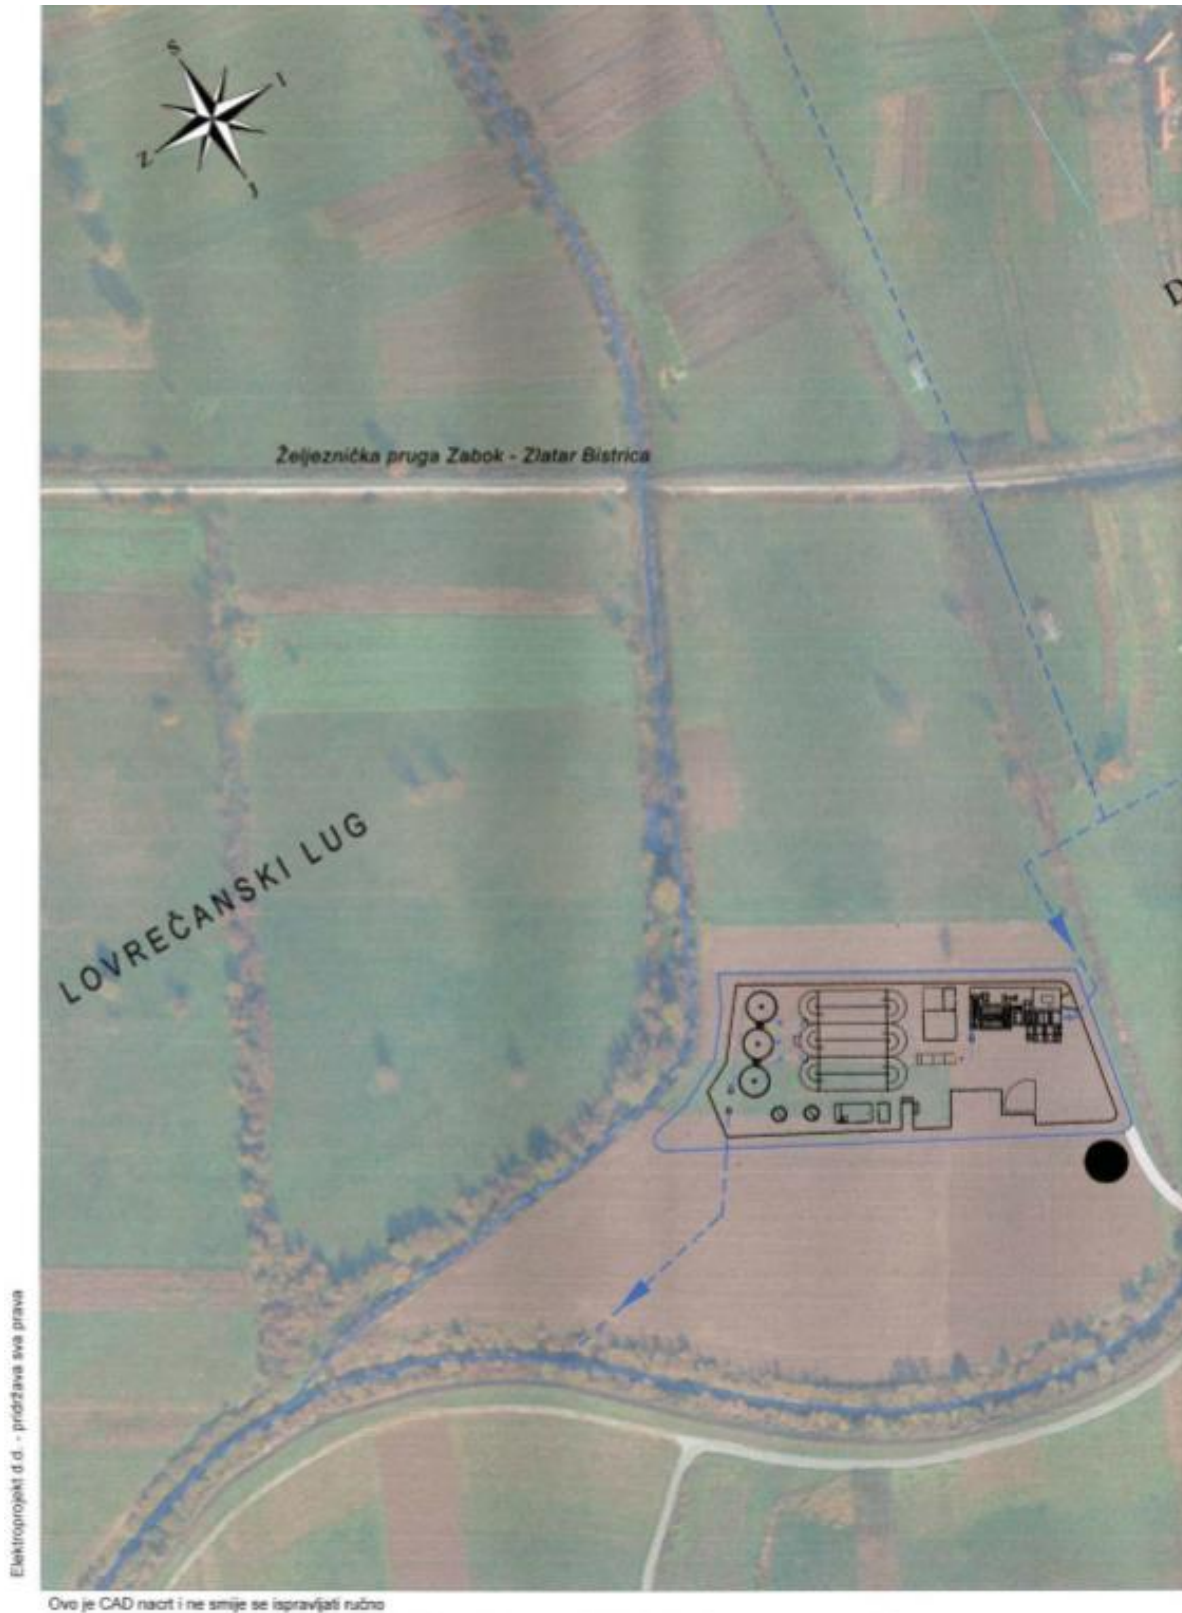 S
I
Z
J
D
Željeznička pruga Zabok - Zlatar Bistrica
LOVREČANSKI LUG
Elektroprojekt d.d. - pridržava sva prava
Ovo je CAD nacrt i ne smije se ispravljati ručno